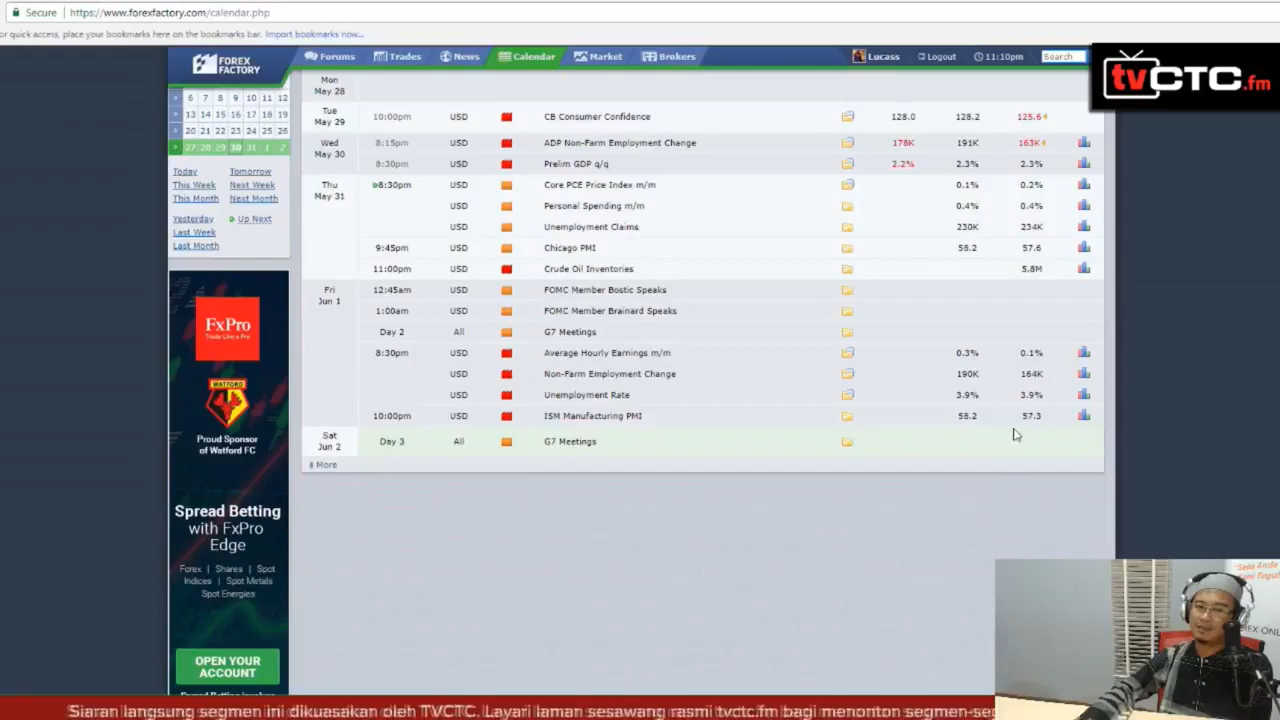 Secure https://www.forexfactory.com/calendar.php
or quick access, place your bookmarks here on the bookmarks bar. Import bookmarks now...
FOREX FACTORY Forums Trades News Calendar Market Brokers Lucass Logout 11:10pm Search
tvCTC.fm
6 7 8 9 10 11 12
13 14 15 16 17 18 19
20 21 22 23 24 25 26
27 28 29 30 31 1 2
Today Tomorrow
This Week Next Week
This Month Next Month
Yesterday Up Next
Last Week
Last Month
Mon May 28
Tue May 29 10:00pm USD CB Consumer Confidence 128.0 128.2 125.6
Wed May 30 8:15pm USD ADP Non-Farm Employment Change 178K 191K 163K
8:30pm USD Prelim GDP q/q 2.2% 2.3% 2.3%
Thu May 31 8:30pm USD Core PCE Price Index m/m 0.1% 0.2%
USD Personal Spending m/m 0.4% 0.4%
USD Unemployment Claims 230K 234K
9:45pm USD Chicago PMI 58.2 57.6
11:00pm USD Crude Oil Inventories 5.8M
Fri Jun 1 12:45am USD FOMC Member Bostic Speaks
1:00am USD FOMC Member Brainard Speaks
Day 2 All G7 Meetings
8:30pm USD Average Hourly Earnings m/m 0.3% 0.1%
USD Non-Farm Employment Change 190K 164K
USD Unemployment Rate 3.9% 3.9%
10:00pm USD ISM Manufacturing PMI 58.2 57.3
Sat Jun 2 Day 3 All G7 Meetings
More
FxPro
Trade Like a Pro
WATFORD
Proud Sponsor
of Watford FC
Spread Betting
with FxPro
Edge
Forex | Shares | Spot
Indices | Spot Metals
Spot Energies
OPEN YOUR
ACCOUNT
"Setia Anda
OREX ONL
Siaran langsung segmen ini dikuasakan oleh TVCTC. Layari laman sesawang rasmi tvctc.fm bagi menonton segmen-seg